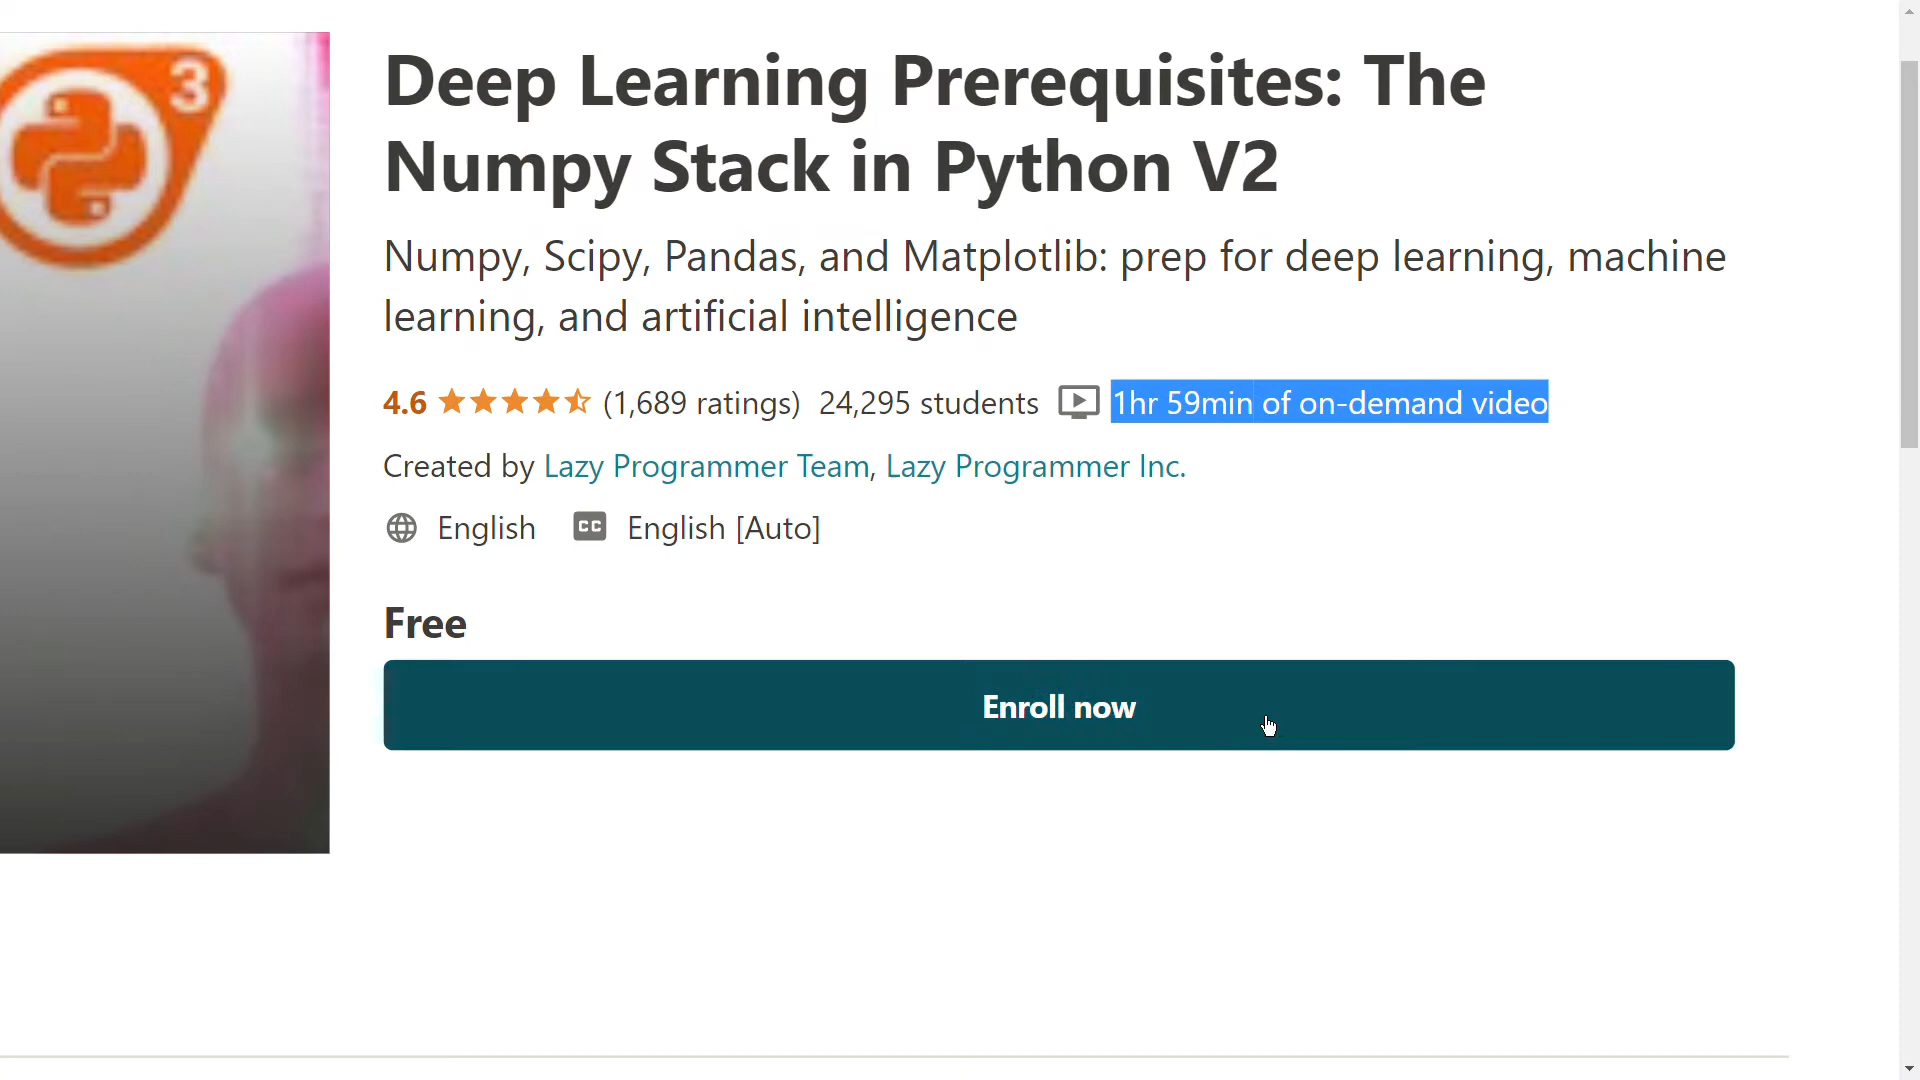 3
Deep Learning Prerequisites: The
Numpy Stack in Python V2
Numpy, Scipy, Pandas, and Matplotlib: prep for deep learning, machine
learning, and artificial intelligence
4.6 (1,689 ratings) 24,295 students 1hr 59min of on-demand video
Created by Lazy Programmer Team, Lazy Programmer Inc.
English CC English [Auto]
Free
Enroll now